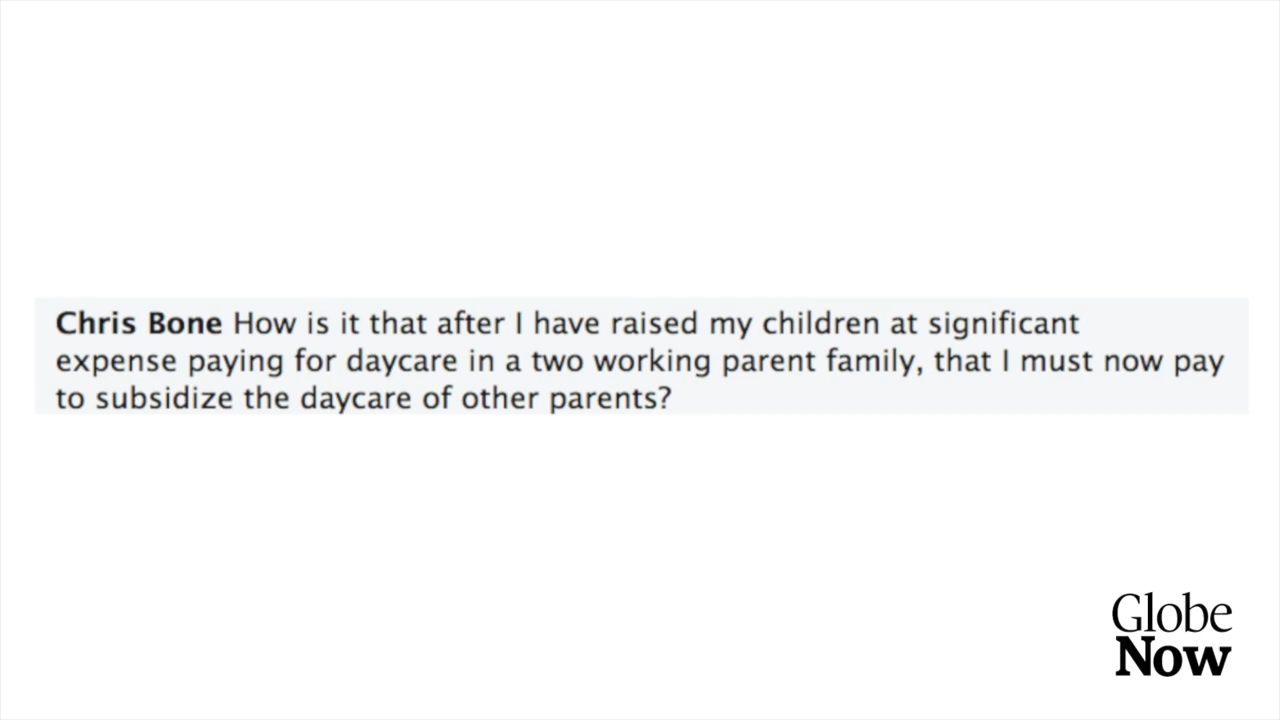 Chris Bone How is it that after I have raised my children at significant
expense paying for daycare in a two working parent family, that I must now pay
to subsidize the daycare of other parents?
Globe
Now